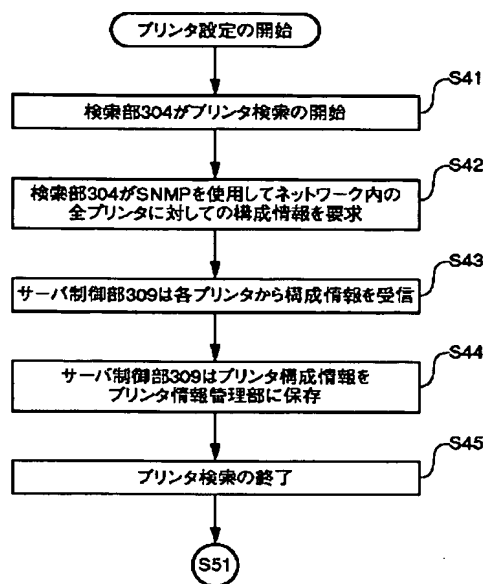 プリンタ設定の開始
S41
検索部304がプリンタ検索の開始
S42
検索部304がSNMPを使用してネットワーク内の
全プリンタに対しての構成情報を要求
S43
サーバ制御部309は各プリンタから構成情報を受信
S44
サーバ制御部309はプリンタ構成情報を
プリンタ情報管理部に保存
S45
プリンタ検索の終了
S51